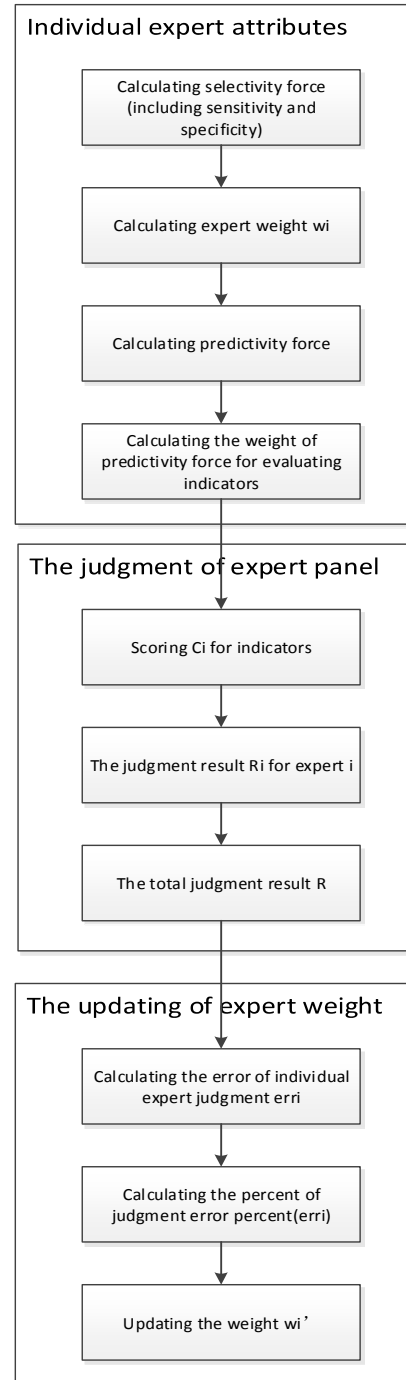 Individual expert attributes
Calculating selectivity force
(including sensitivity and
specificity)
Calculating expert weight wi
Calculating predictivity force
Calculating the weight of
predictivity force for evaluating
indicators
The judgment of expert panel
Scoring Ci for indicators
The judgment result Ri for expert i
The total judgment result R
The updating of expert weight
Calculating the error of individual
expert judgment erri
Calculating the percent of
judgment error percent(erri)
Updating the weight wi’